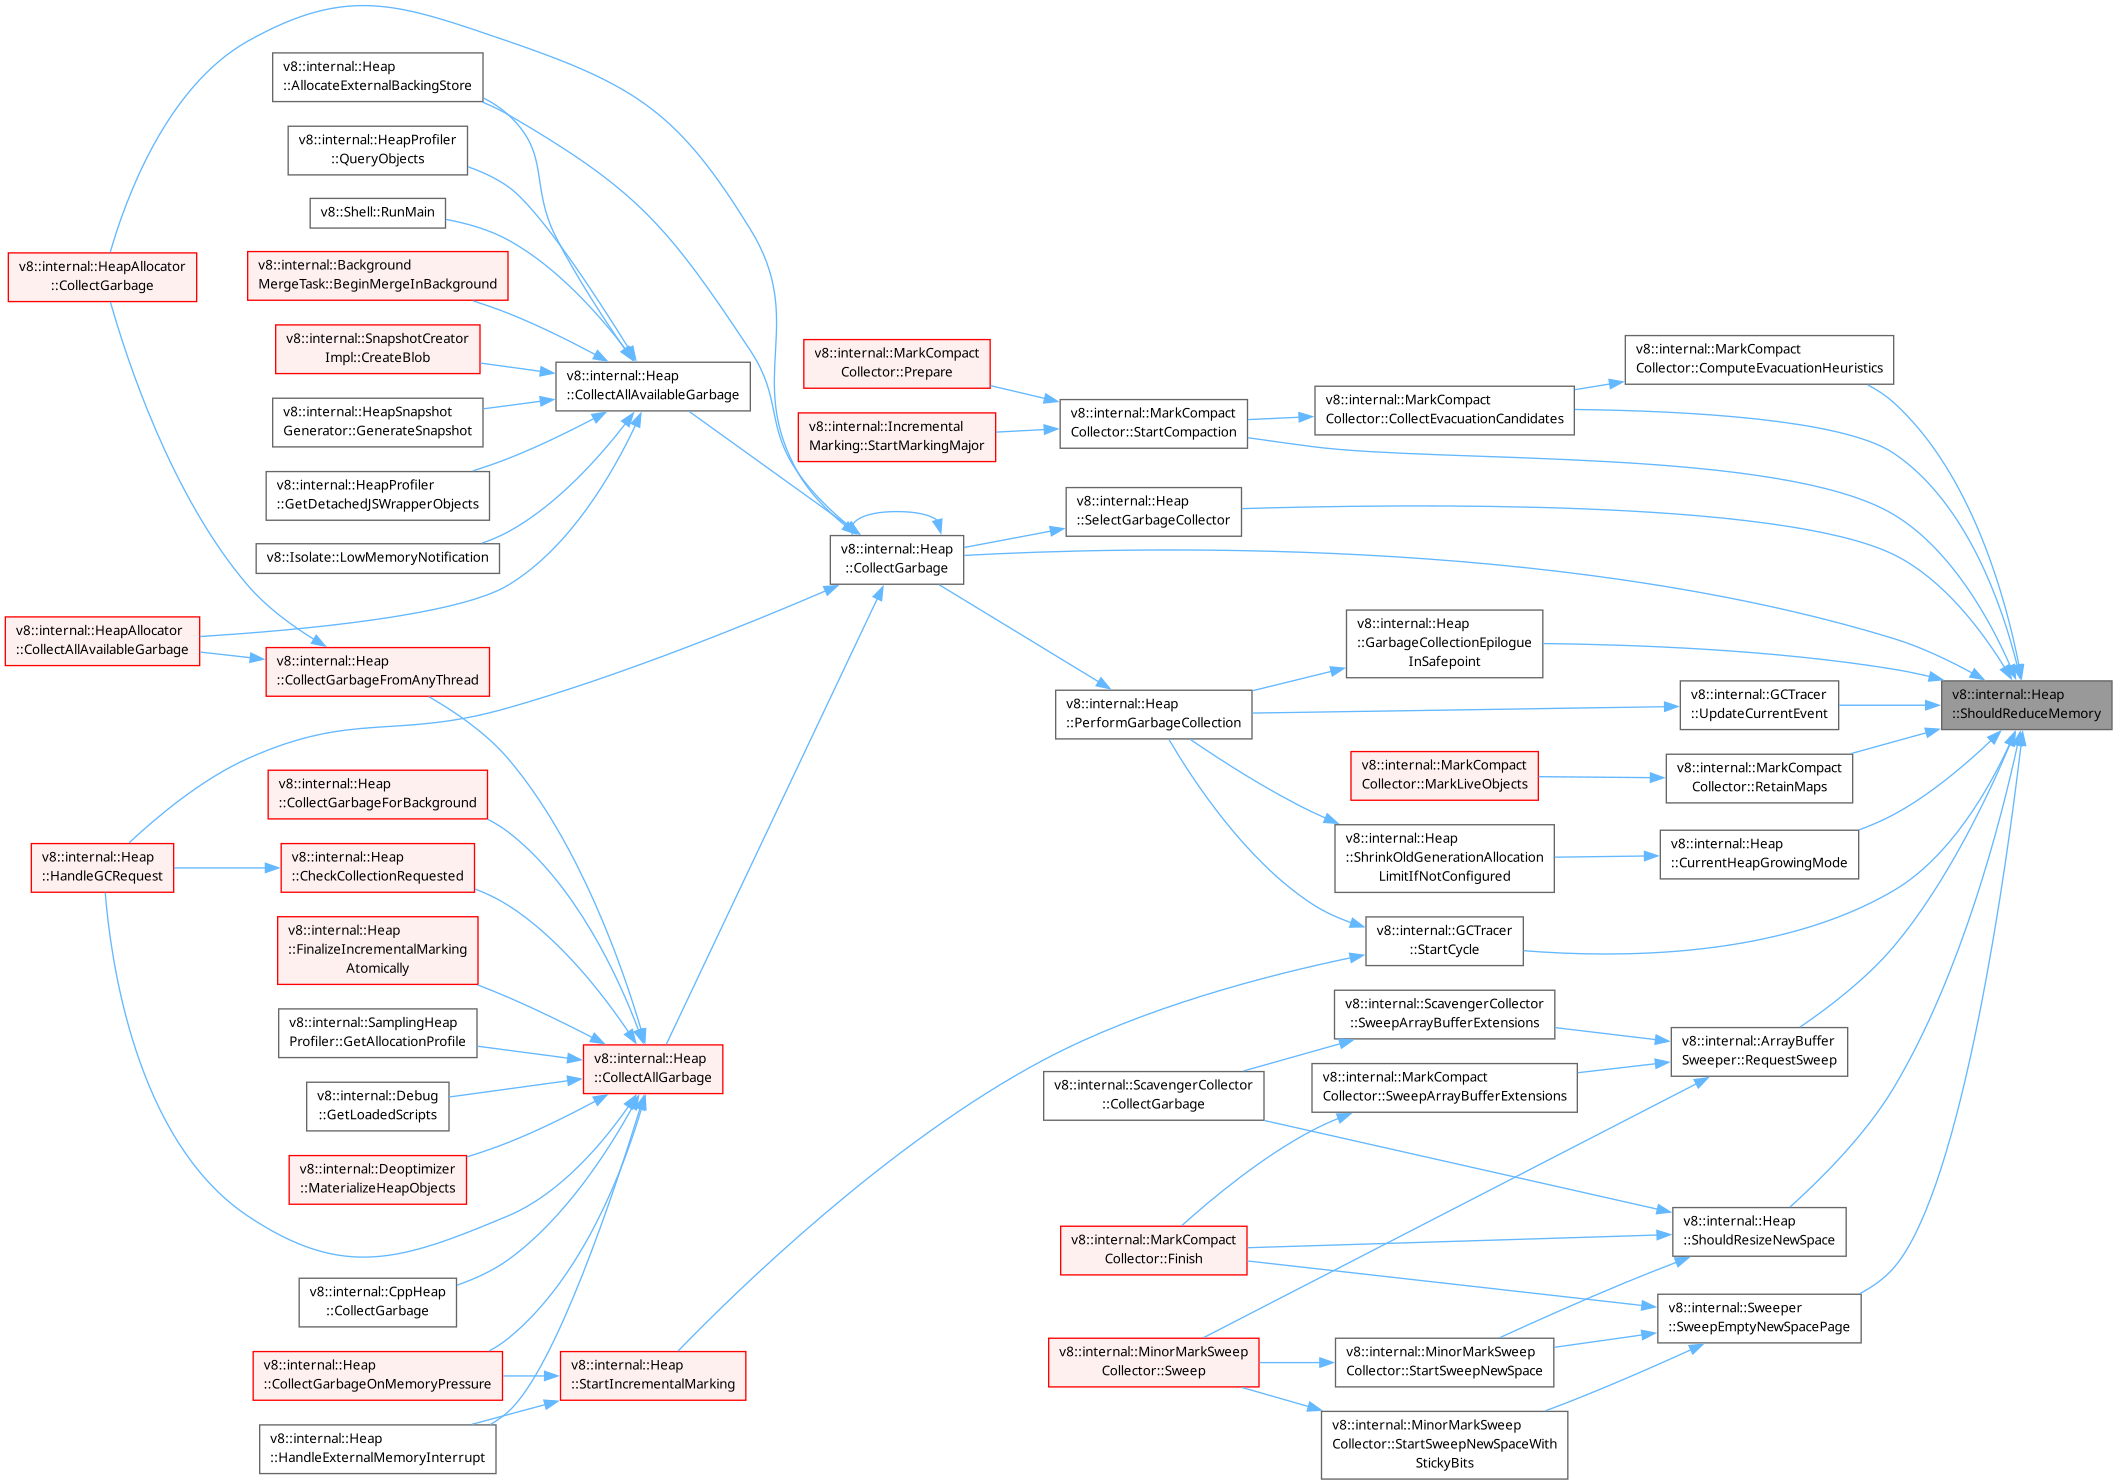 v8::internal::Heap
::AllocateExternalBackingStore
v8::internal::HeapProfiler
::QueryObjects
v8::Shell::RunMain
v8::internal::HeapAllocator
::CollectGarbage
v8::internal::Background
MergeTask::BeginMergeInBackground
v8::internal::SnapshotCreator
Impl::CreateBlob
v8::internal::HeapSnapshot
Generator::GenerateSnapshot
v8::internal::HeapProfiler
::GetDetachedJSWrapperObjects
v8::Isolate::LowMemoryNotification
v8::internal::HeapAllocator
::CollectAllAvailableGarbage
v8::internal::Heap
::CollectGarbageFromAnyThread
v8::internal::Heap
::CollectGarbageForBackground
v8::internal::Heap
::HandleGCRequest
v8::internal::Heap
::CheckCollectionRequested
v8::internal::Heap
::FinalizeIncrementalMarking
Atomically
v8::internal::SamplingHeap
Profiler::GetAllocationProfile
v8::internal::Debug
::GetLoadedScripts
v8::internal::Deoptimizer
::MaterializeHeapObjects
v8::internal::CppHeap
::CollectGarbage
v8::internal::Heap
::CollectGarbageOnMemoryPressure
v8::internal::Heap
::HandleExternalMemoryInterrupt
v8::internal::Heap
::CollectAllAvailableGarbage
v8::internal::Heap
::CollectAllGarbage
v8::internal::Heap
::StartIncrementalMarking
v8::internal::MarkCompact
Collector::Prepare
v8::internal::Incremental
Marking::StartMarkingMajor
v8::internal::Heap
::CollectGarbage
v8::internal::MarkCompact
Collector::StartCompaction
v8::internal::Heap
::SelectGarbageCollector
v8::internal::Heap
::PerformGarbageCollection
v8::internal::ScavengerCollector
::CollectGarbage
v8::internal::MarkCompact
Collector::Finish
v8::internal::MinorMarkSweep
Collector::Sweep
v8::internal::MarkCompact
Collector::CollectEvacuationCandidates
v8::internal::Heap
::GarbageCollectionEpilogue
InSafepoint
v8::internal::MarkCompact
Collector::MarkLiveObjects
v8::internal::Heap
::ShrinkOldGenerationAllocation
LimitIfNotConfigured
v8::internal::GCTracer
::StartCycle
v8::internal::ScavengerCollector
::SweepArrayBufferExtensions
v8::internal::MarkCompact
Collector::SweepArrayBufferExtensions
v8::internal::MinorMarkSweep
Collector::StartSweepNewSpace
v8::internal::MinorMarkSweep
Collector::StartSweepNewSpaceWith
StickyBits
v8::internal::MarkCompact
Collector::ComputeEvacuationHeuristics
v8::internal::GCTracer
::UpdateCurrentEvent
v8::internal::MarkCompact
Collector::RetainMaps
v8::internal::Heap
::CurrentHeapGrowingMode
v8::internal::ArrayBuffer
Sweeper::RequestSweep
v8::internal::Heap
::ShouldResizeNewSpace
v8::internal::Sweeper
::SweepEmptyNewSpacePage
v8::internal::Heap
::ShouldReduceMemory